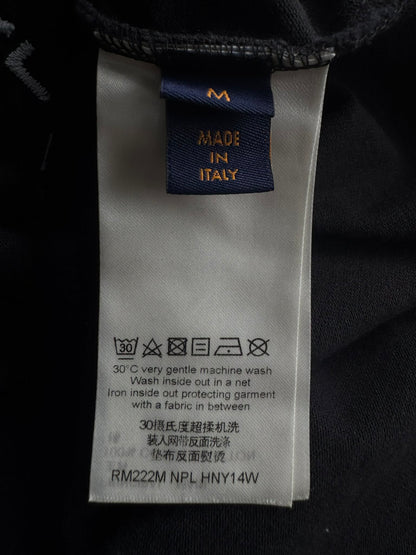 M
MADE
IN
ITALY
30
30°C very gentle machine wash
Wash inside out in a net
Iron inside out protecting garment
with a fabric in between
30摄氏度超揉机洗
装入网带反面洗涤
垫布反面熨烫
RM222M NPL HNY14W